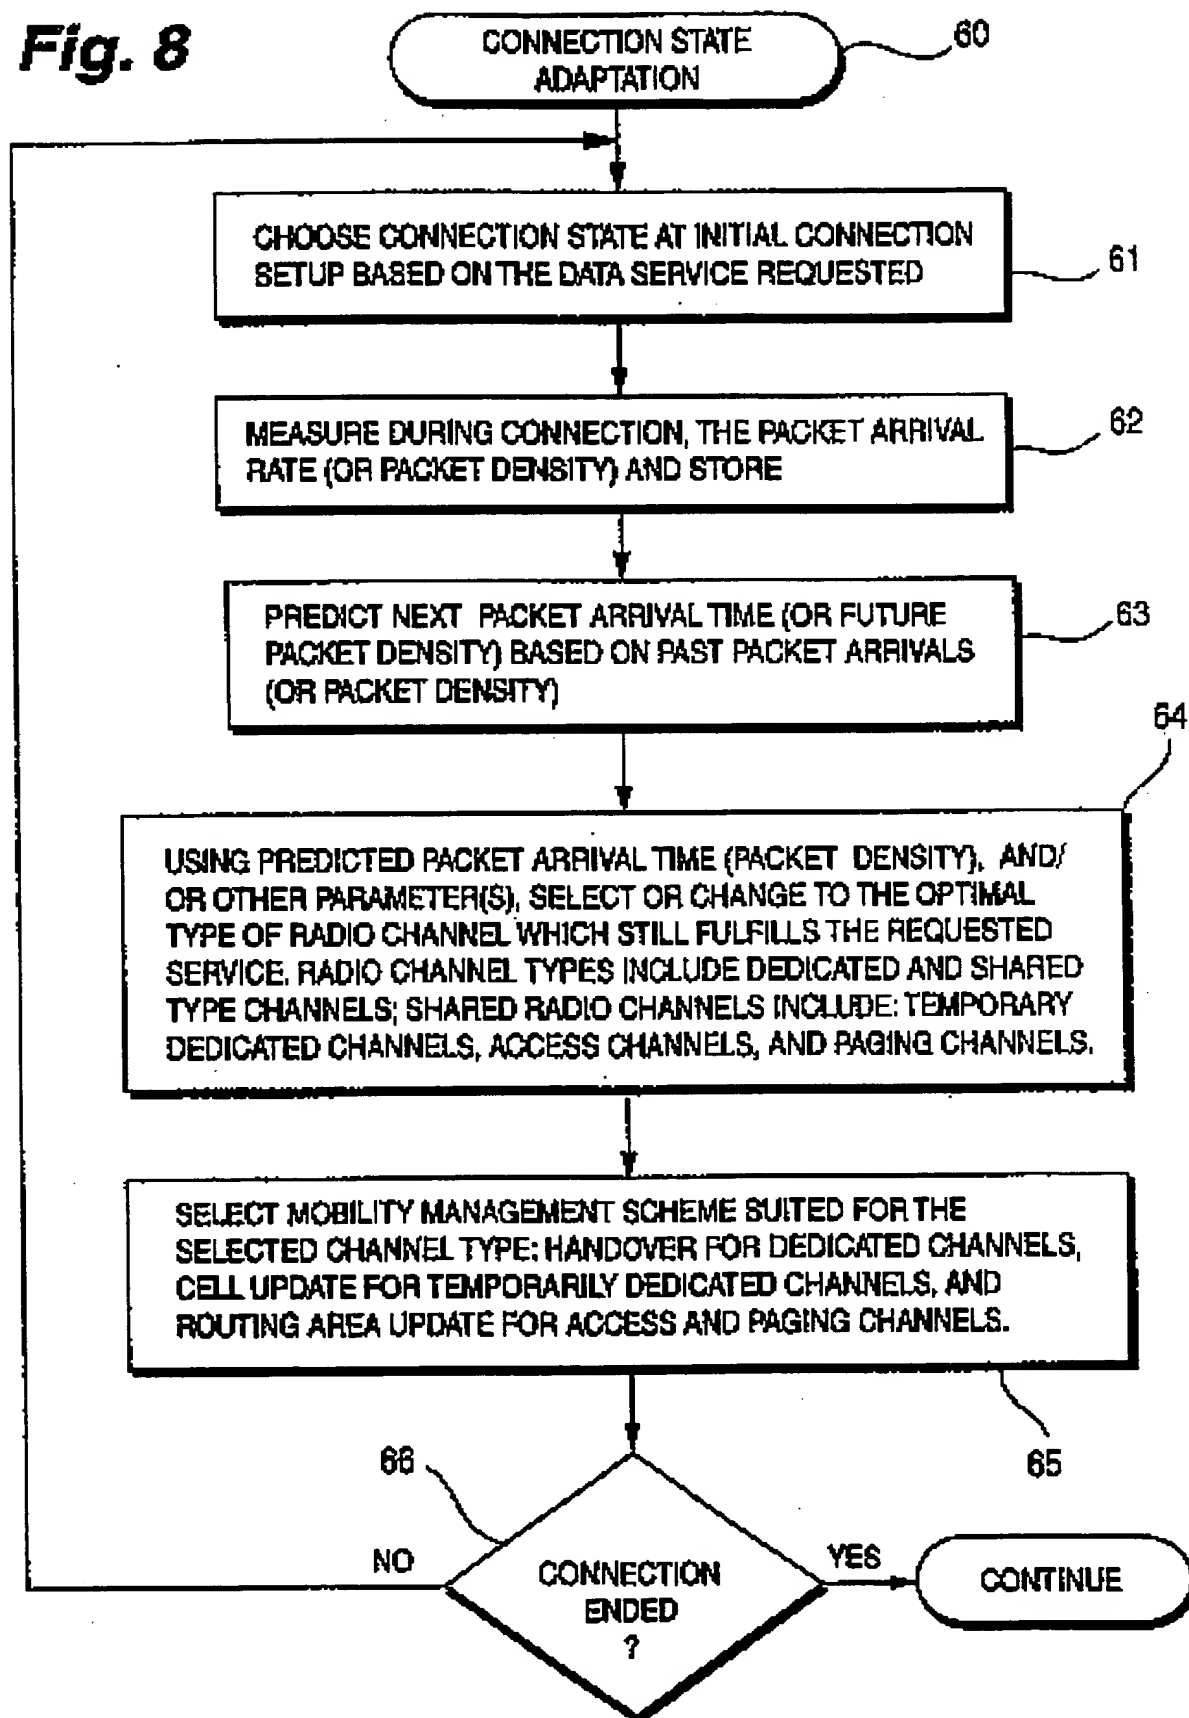 Fig. 8
CONNECTION STATE
ADAPTATION
60
CHOOSE CONNECTION STATE AT INITIAL CONNECTION
SETUP BASED ON THE DATA SERVICE REQUESTED
61
MEASURE DURING CONNECTION, THE PACKET ARRIVAL
RATE (OR PACKET DENSITY) AND STORE
62
PREDICT NEXT PACKET ARRIVAL TIME (OR FUTURE
PACKET DENSITY) BASED ON PAST PACKET ARRIVALS
(OR PACKET DENSITY)
63
64
USING PREDICTED PACKET ARRIVAL TIME (PACKET DENSITY), AND/
OR OTHER PARAMETER(S), SELECT OR CHANGE TO THE OPTIMAL
TYPE OF RADIO CHANNEL WHICH STILL FULFILLS THE REQUESTED
SERVICE. RADIO CHANNEL TYPES INCLUDE DEDICATED AND SHARED
TYPE CHANNELS; SHARED RADIO CHANNELS INCLUDE: TEMPORARY
DEDICATED CHANNELS, ACCESS CHANNELS, AND PAGING CHANNELS.
SELECT MOBILITY MANAGEMENT SCHEME SUITED FOR THE
SELECTED CHANNEL TYPE: HANDOVER FOR DEDICATED CHANNELS,
CELL UPDATE FOR TEMPORARILY DEDICATED CHANNELS, AND
ROUTING AREA UPDATE FOR ACCESS AND PAGING CHANNELS.
65
66
NO
CONNECTION
ENDED
?
YES
CONTINUE